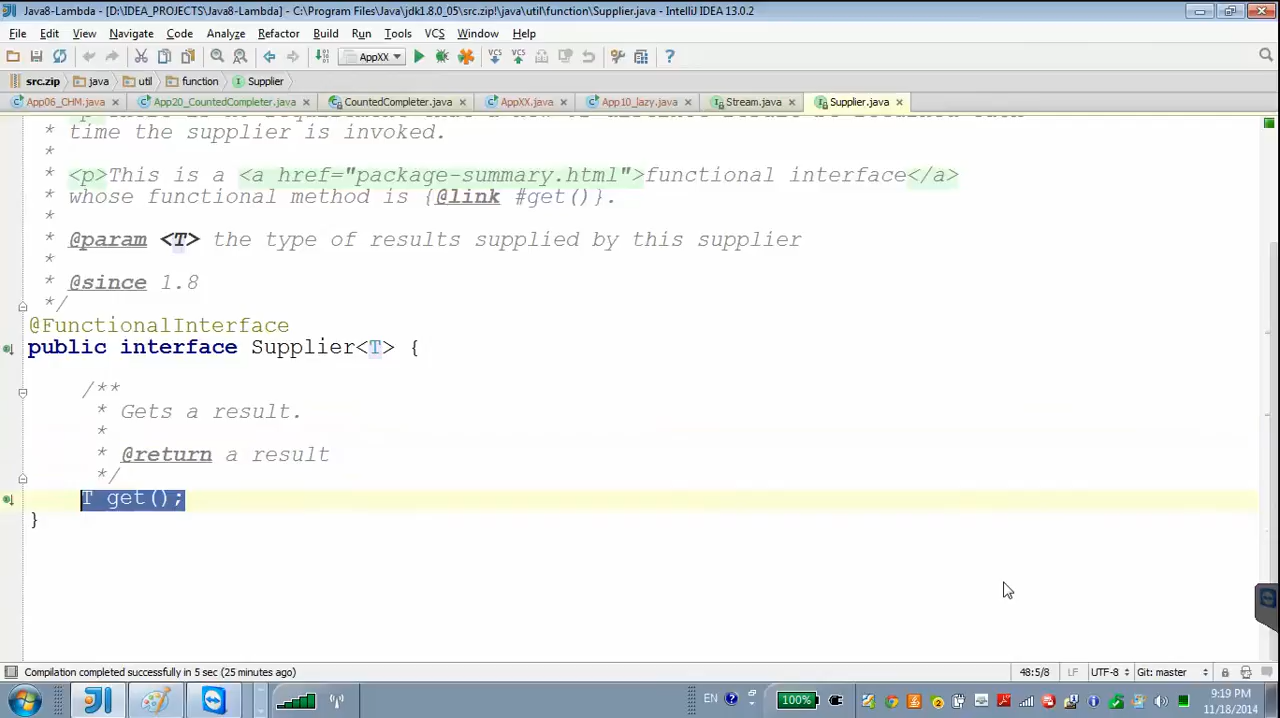 Java8-Lambda - [D:\IDEA_PROJECTS\Java8-Lambda] - C:\Program Files\Java\jdk1.8.0_05\src.zip!\java\util\function\Supplier.java - IntelliJ IDEA 13.0.2
File Edit View Navigate Code Analyze Refactor Build Run Tools VCS Window Help
AppXX VCS VCS
src.zip java util function Supplier
App06_CHM.java App20_CountedCompleter.java CountedCompleter.java AppXX.java App10_lazy.java Stream.java Supplier.java
* time the supplier is invoked.
*
* <p>This is a <a href="package-summary.html">functional interface</a>
* whose functional method is {@link #get()}.
*
* @param <T> the type of results supplied by this supplier
*
* @since 1.8
*/
@FunctionalInterface
public interface Supplier<T> {
/**
* Gets a result.
*
* @return a result
*/
T get();
}
Compilation completed successfully in 5 sec (25 minutes ago) 48:5/8 LF UTF-8 Git: master
EN 100% 9:19 PM
11/18/2014